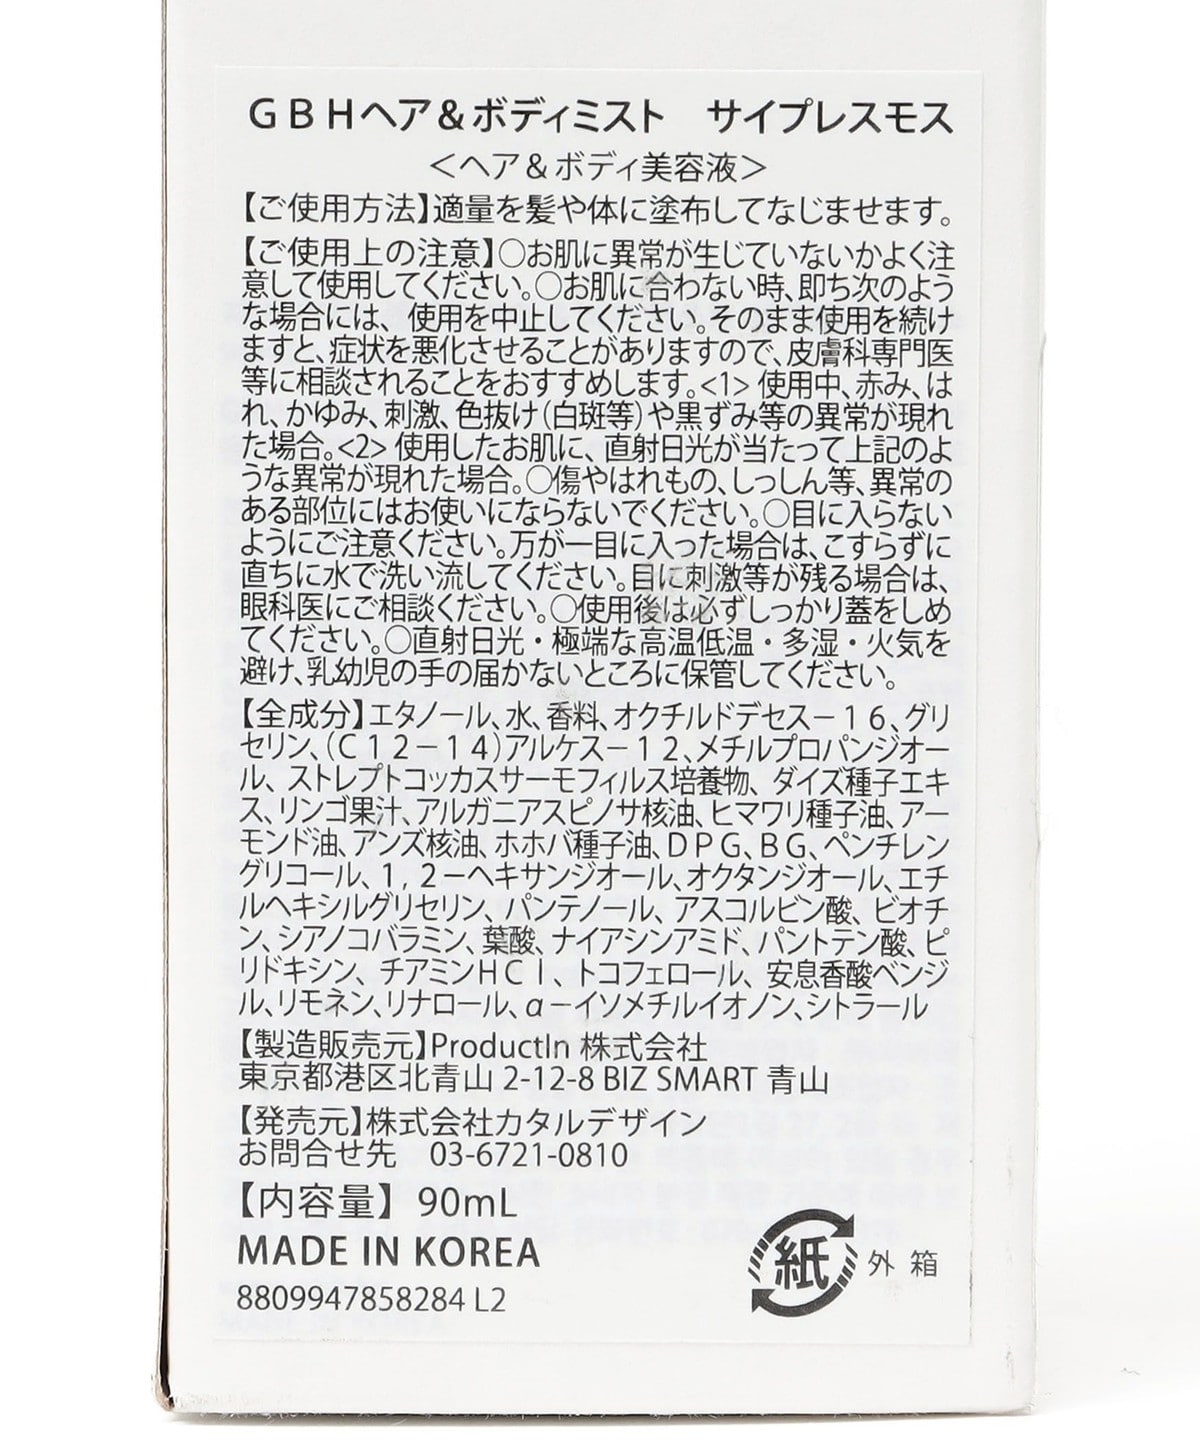 ＧＢＨヘア＆ボディミスト　サイプレスモス
＜ヘア＆ボディ美容液＞
【ご使用方法】適量を髪や体に塗布してなじませます。
【ご使用上の注意】○お肌に異常が生じていないかよく注
意して使用してください。○お肌に合わない時、即ち次のよう
な場合には、使用を中止してください。そのまま使用を続け
ますと、症状を悪化させることがありますので、皮膚科専門医
等に相談されることをおすすめします。<1> 使用中、赤み、は
れ、かゆみ、刺激、色抜け（白斑等）や黒ずみ等の異常が現れ
た場合。<2> 使用したお肌に、直射日光が当たって上記のよ
うな異常が現れた場合。○傷やはれもの、しっしん等、異常の
ある部位にはお使いにならないでください。○目に入らない
ようにご注意ください。万が一目に入った場合は、こすらずに
直ちに水で洗い流してください。目に刺激等が残る場合は、
眼科医にご相談ください。○使用後は必ずしっかり蓋をしめ
てください。○直射日光・極端な高温低温・多湿・火気を
避け、乳幼児の手の届かないところに保管してください。
【全成分】エタノール、水、香料、オクチルドデセス－１６、グリ
セリン、（Ｃ１２－１４）アルケス－１２、メチルプロパンジオー
ル、ストレプトコッカスサーモフィルス培養物、ダイズ種子エキ
ス、リンゴ果汁、アルガニアスピノサ核油、ヒマワリ種子油、アー
モンド油、アンズ核油、ホホバ種子油、ＤＰＧ、ＢＧ、ペンチレン
グリコール、１，２－ヘキサンジオール、オクタンジオール、エチ
ルヘキシルグリセリン、パンテノール、アスコルビン酸、ビオチ
ン、シアノコバラミン、葉酸、ナイアシンアミド、パントテン酸、ピ
リドキシン、チアミンＨＣｌ、トコフェロール、安息香酸ベンジ
ル、リモネン、リナロール、α－イソメチルイオノン、シトラール
【製造販売元】ProductIn 株式会社
東京都港区北青山 2-12-8 BIZ SMART 青山
【発売元】株式会社カタルデザイン
お問合せ先　03-6721-0810
【内容量】 90mL
MADE IN KOREA
紙 外箱
8809947858284 L2